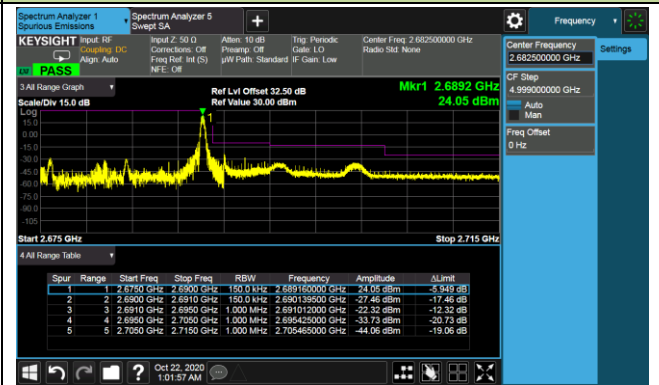 Spectrum Analyzer 1
Spurious Emissions
Spectrum Analyzer 5
Swept SA
Frequency
KEYSIGHT
Input: RF
Coupling: DC
Align: Auto
Input Z: 50 Ω
Corrections: Off
Freq Ref: Int (S)
NFE: Off
Atten: 10 dB
Preamp: Off
µW Path: Standard
Trig: Periodic
Gate: LO
IF Gain: Low
Center Freq: 2.682500000 GHz
Radio Std: None
PASS
Center Frequency
2.682500000 GHz
Settings
CF Step
4.999000000 GHz
Auto
Man
Freq Offset
0 Hz
3 All Range Graph
Scale/Div 15.0 dB
Ref Lvl Offset 32.50 dB
Ref Value 30.00 dBm
Mkr1 2.6892 GHz
24.05 dBm
Log
1
15.0
0.00
-15.0
-30.0
-45.0
-60.0
-75.0
-90.0
-105
Start 2.675 GHz
Stop 2.715 GHz
4 All Range Table
Spur Range Start Freq Stop Freq RBW Frequency Amplitude ΔLimit
1 1 2.6750 GHz 2.6900 GHz 150.0 kHz 2.689160000 GHz 24.05 dBm -5.949 dB
2 2 2.6900 GHz 2.6910 GHz 150.0 kHz 2.690139500 GHz -27.46 dBm -17.46 dB
3 3 2.6910 GHz 2.6950 GHz 1.000 MHz 2.691012000 GHz -22.32 dBm -12.32 dB
4 4 2.6950 GHz 2.7050 GHz 1.000 MHz 2.695425000 GHz -33.73 dBm -20.73 dB
5 5 2.7050 GHz 2.7150 GHz 1.000 MHz 2.705465000 GHz -44.06 dBm -19.06 dB
Oct 22, 2020
1:01:57 AM